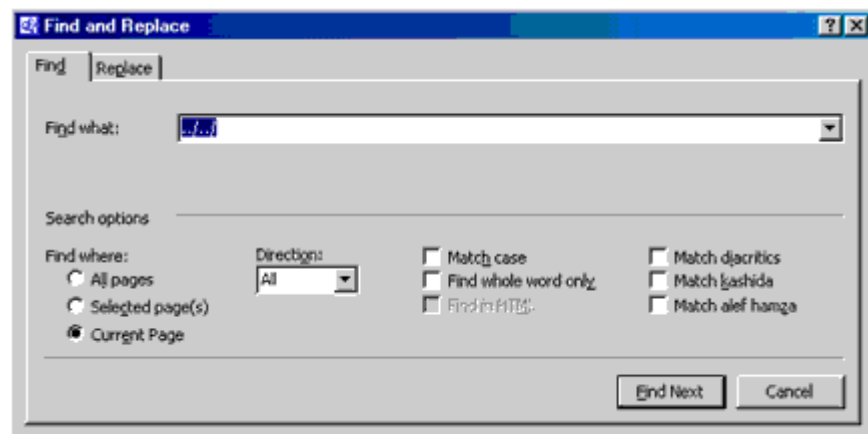 Find and Replace
Find Replace
Find what: ../../
Search options
Find where: Direction: Match case Match diacritics
All pages All Find whole word only Match kashida
Selected page(s) Find in HTML Match alef hamza
Current Page
Find Next Cancel